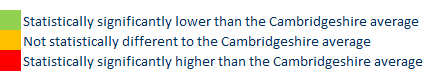 Statistically significantly lower than the Cambridgeshire average
Not statistically different to the Cambridgeshire average
Statistically significantly higher than the Cambridgeshire average